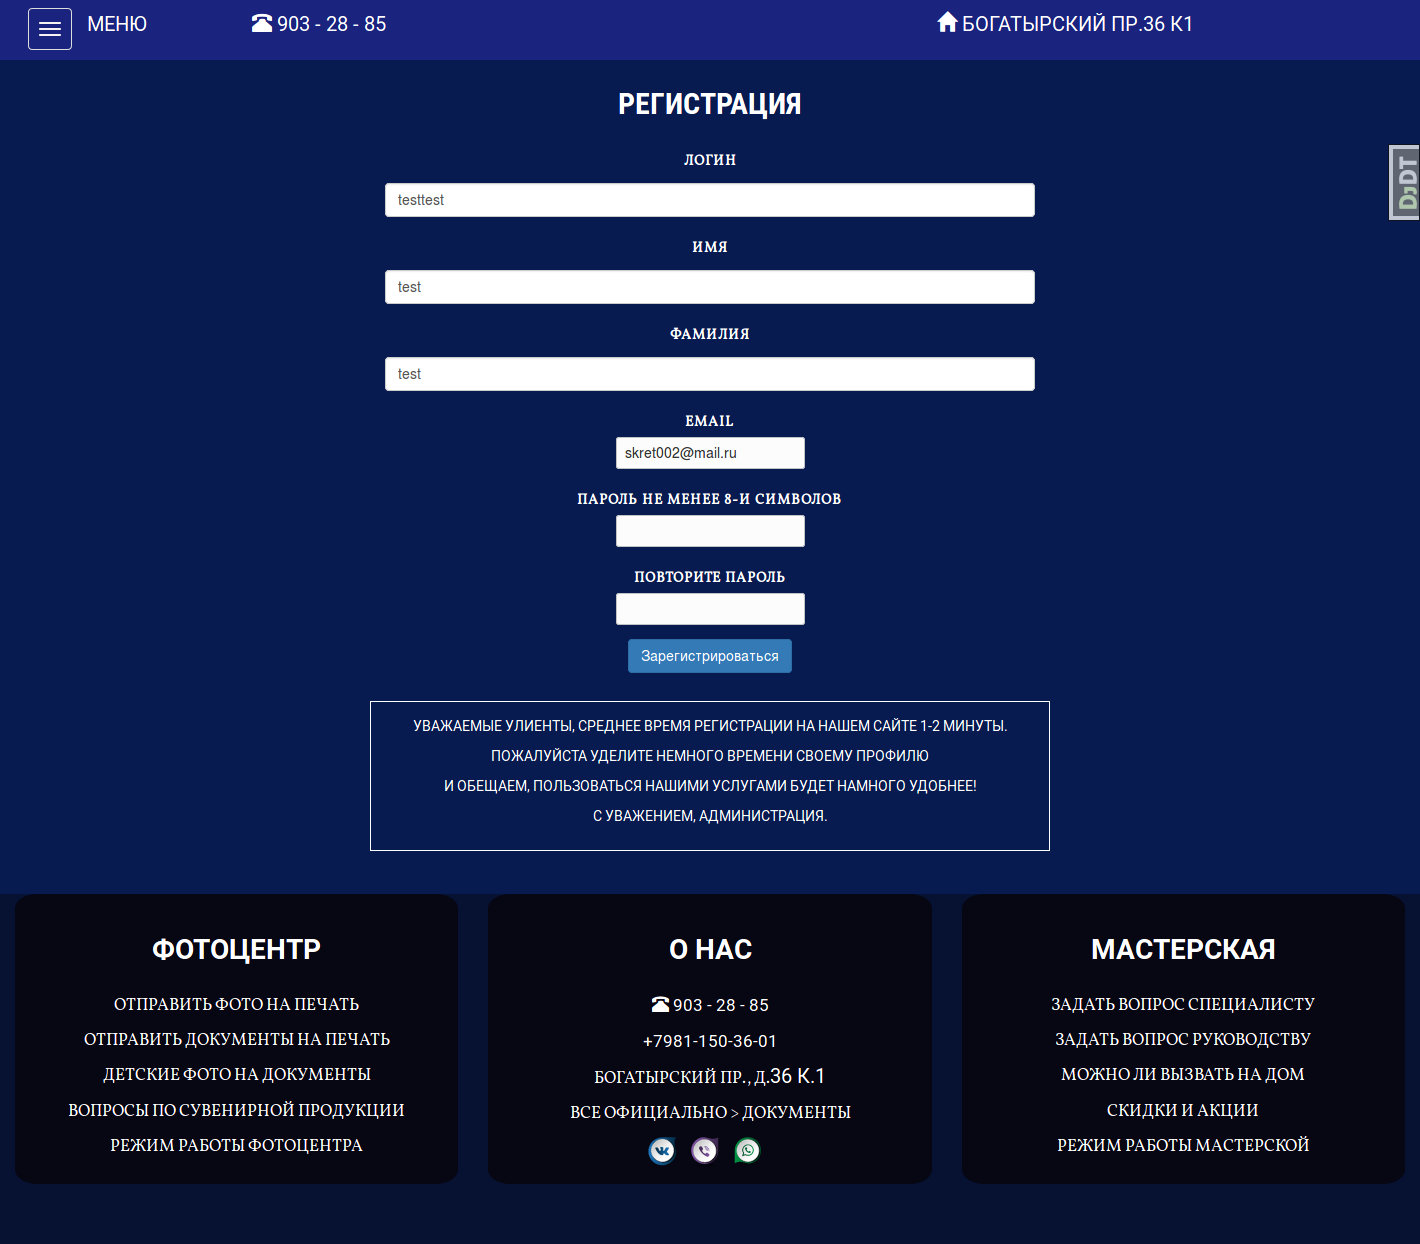 МЕНЮ
903 - 28 - 85
БОГАТЫРСКИЙ ПР.36 К1
РЕГИСТРАЦИЯ
ЛОГИН
testtest
ИМЯ
test
ФАМИЛИЯ
test
EMAIL
skret002@mail.ru
ПАРОЛЬ НЕ МЕНЕЕ 8-И СИМВОЛОВ
ПОВТОРИТЕ ПАРОЛЬ
Зарегистрироваться
УВАЖАЕМЫЕ УЛИЕНТЫ, СРЕДНЕЕ ВРЕМЯ РЕГИСТРАЦИИ НА НАШЕМ САЙТЕ 1-2 МИНУТЫ.
ПОЖАЛУЙСТА УДЕЛИТЕ НЕМНОГО ВРЕМЕНИ СВОЕМУ ПРОФИЛЮ
И ОБЕЩАЕМ, ПОЛЬЗОВАТЬСЯ НАШИМИ УСЛУГАМИ БУДЕТ НАМНОГО УДОБНЕЕ!
С УВАЖЕНИЕМ, АДМИНИСТРАЦИЯ.
DJDT
ФОТОЦЕНТР
ОТПРАВИТЬ ФОТО НА ПЕЧАТЬ
ОТПРАВИТЬ ДОКУМЕНТЫ НА ПЕЧАТЬ
ДЕТСКИЕ ФОТО НА ДОКУМЕНТЫ
ВОПРОСЫ ПО СУВЕНИРНОЙ ПРОДУКЦИИ
РЕЖИМ РАБОТЫ ФОТОЦЕНТРА
О НАС
903 - 28 - 85
+7981-150-36-01
БОГАТЫРСКИЙ ПР., Д.36 К.1
ВСЕ ОФИЦИАЛЬНО > ДОКУМЕНТЫ
МАСТЕРСКАЯ
ЗАДАТЬ ВОПРОС СПЕЦИАЛИСТУ
ЗАДАТЬ ВОПРОС РУКОВОДСТВУ
МОЖНО ЛИ ВЫЗВАТЬ НА ДОМ
СКИДКИ И АКЦИИ
РЕЖИМ РАБОТЫ МАСТЕРСКОЙ